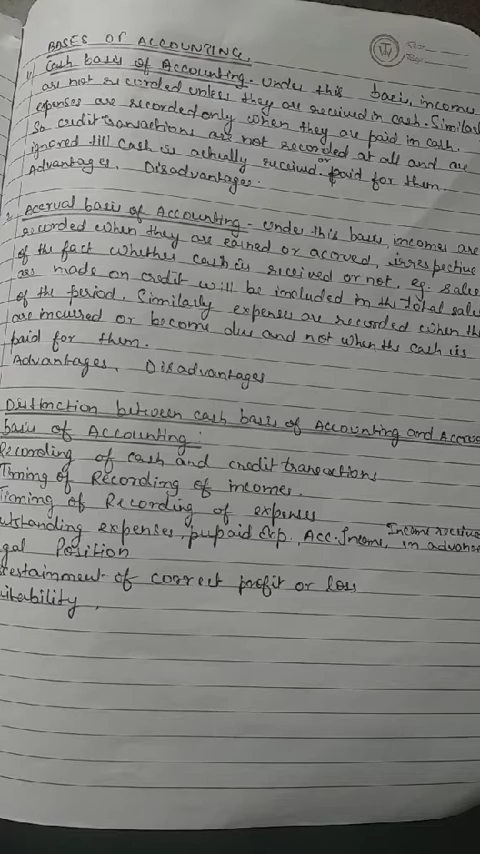 BASES OF ACCOUNTING.
Date
Page
1) Cash basis of Accounting - Under this basis, incomes
are not recorded unless they are received in cash. Similarly
expenses are recorded only when they are paid in cash.
So credit transactions are not recorded at all and are
ignored till cash is actually received or paid for them.
Advantages, Disadvantages.
2. Accrual basis of Accounting - Under this basis, incomes are
recorded when they are earned or accrued, irrespective
of the fact whether cash is received or not. eg. Sales
are made on credit will be included in the total sales
of the period. Similarly expenses are recorded when they
are incurred or become due and not when the cash is
paid for them.
Advantages, Disadvantages
Distinction between cash basis of Accounting and Accrual
basis of Accounting.
Recording of cash and credit transactions
Timing of Recording of incomes.
Timing of Recording of expenses
utstanding expenses, prepaid Exp., Acc. Income, Income receive in advance
gal Position
certainment of correct profit or loss
uitability.